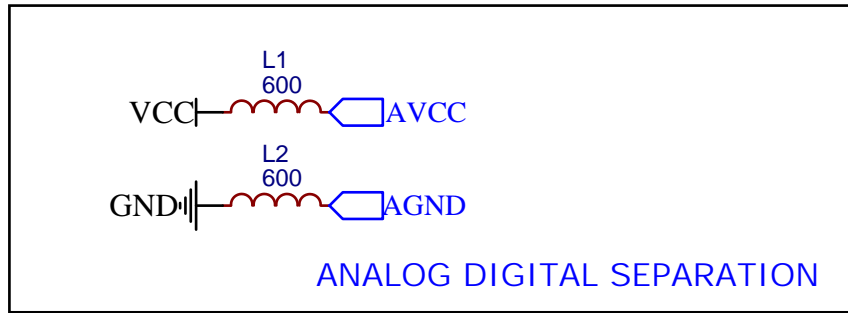 L1
600
VCC AVCC
L2
600
GND AGND
ANALOG DIGITAL SEPARATION